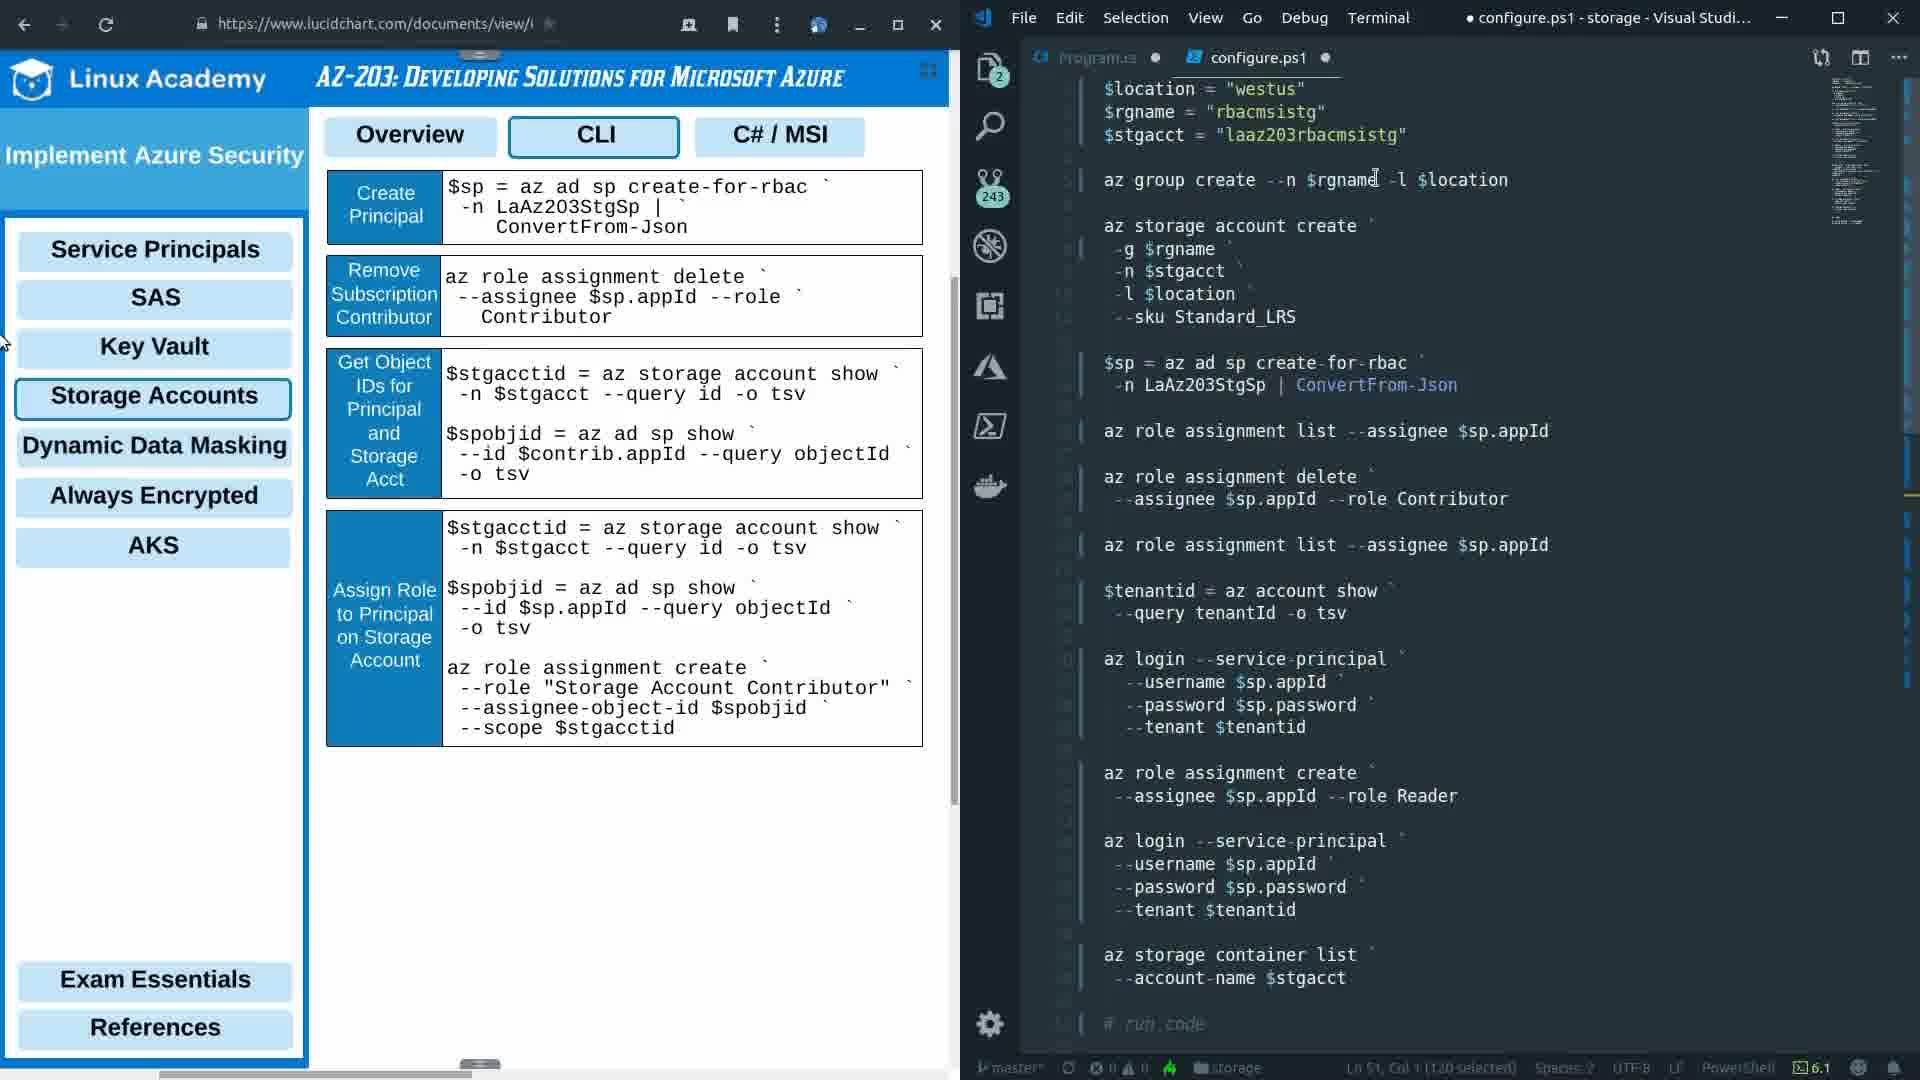 https://www.lucidchart.com/documents/view/
Linux Academy
AZ-203: Developing Solutions for Microsoft Azure
Implement Azure Security
Service Principals
SAS
Key Vault
Storage Accounts
Dynamic Data Masking
Always Encrypted
AKS
Exam Essentials
References
Overview
CLI
C# / MSI
Create
Principal
$sp = az ad sp create-for-rbac `
-n LaAz203StgSp | `
ConvertFrom-Json
Remove
Subscription
Contributor
az role assignment delete `
--assignee $sp.appId --role `
Contributor
Get Object
IDs for
Principal
and
Storage
Acct
$stgacctid = az storage account show `
-n $stgacct --query id -o tsv
$spobjid = az ad sp show `
--id $contrib.appId --query objectId `
-o tsv
Assign Role
to Principal
on Storage
Account
$stgacctid = az storage account show `
-n $stgacct --query id -o tsv
$spobjid = az ad sp show `
--id $sp.appId --query objectId `
-o tsv
az role assignment create `
--role "Storage Account Contributor" `
--assignee-object-id $spobjid `
--scope $stgacctid
File Edit Selection View Go Debug Terminal
● configure.ps1 - storage - Visual Studi...
Program.cs
configure.ps1
2
243
$location = "westus"
$rgname = "rbacmsistg"
$stgacct = "laaz203rbacmsistg"
az group create --n $rgname -l $location
az storage account create `
-g $rgname `
-n $stgacct `
-l $location `
--sku Standard_LRS
$sp = az ad sp create-for-rbac `
-n LaAz203StgSp | ConvertFrom-Json
az role assignment list --assignee $sp.appId
az role assignment delete `
--assignee $sp.appId --role Contributor
az role assignment list --assignee $sp.appId
$tenantid = az account show `
--query tenantId -o tsv
az login --service-principal `
--username $sp.appId `
--password $sp.password `
--tenant $tenantid
az role assignment create `
--assignee $sp.appId --role Reader
az login --service-principal `
--username $sp.appId `
--password $sp.password `
--tenant $tenantid
az storage container list `
--account-name $stgacct
# run code
master* 0 0 storage
Ln 51, Col 1 (120 selected) Spaces: 2 UTF-8 LF PowerShell 6.1